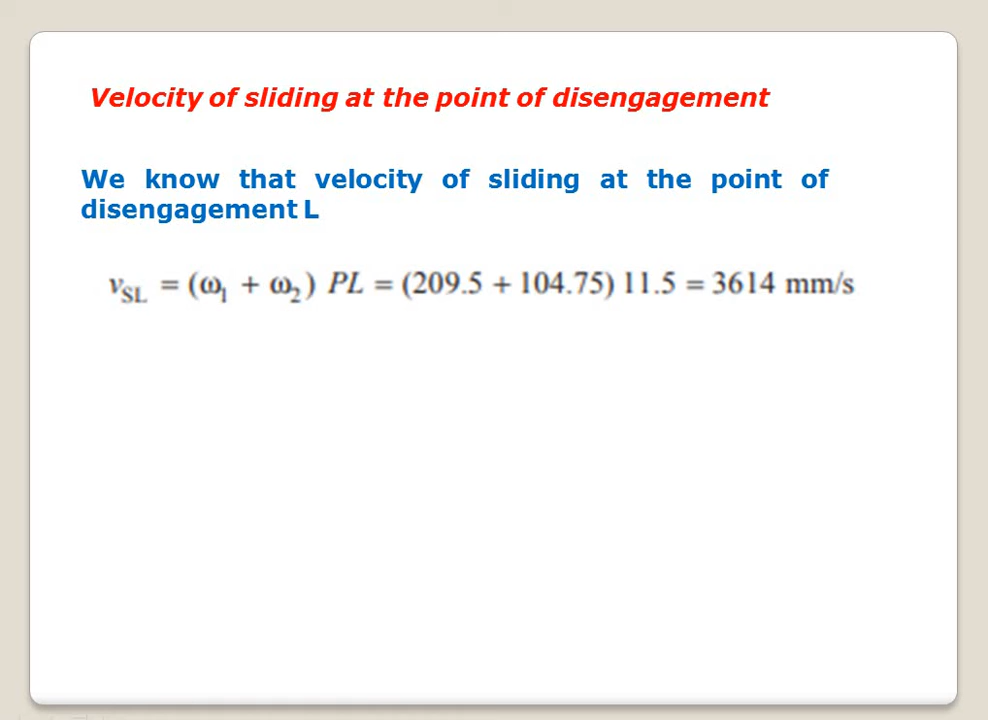 Velocity of sliding at the point of disengagement
We know that velocity of sliding at the point of
disengagement L
v_SL = (ω₁ + ω₂) PL = (209.5 + 104.75) 11.5 = 3614 mm/s